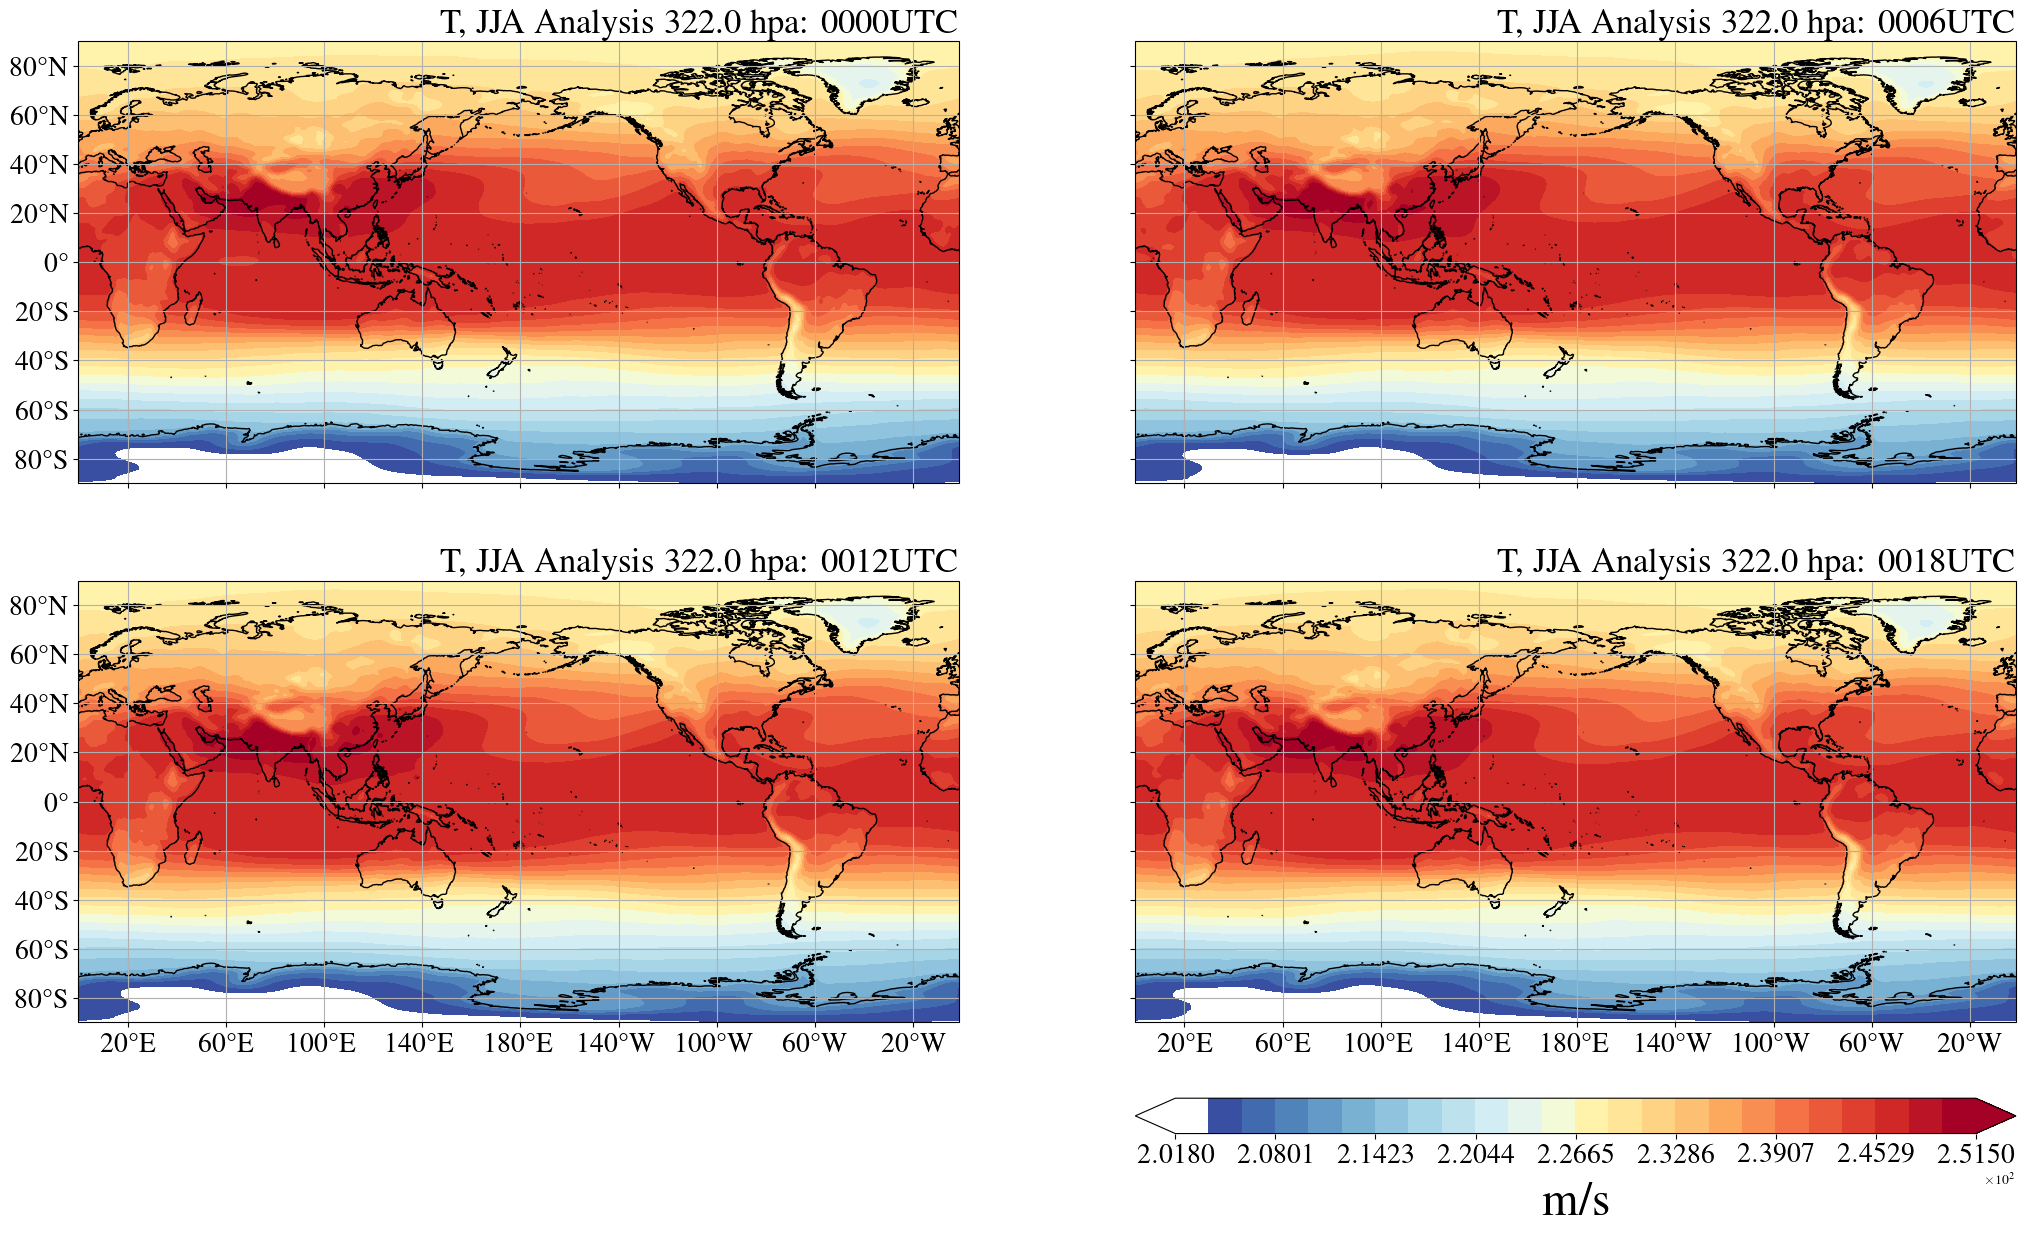 T, JJA Analysis 322.0 hpa: 0000UTC
T, JJA Analysis 322.0 hpa: 0006UTC
80°N
60°N
40°N
20°N
0°
20°S
40°S
60°S
80°S
T, JJA Analysis 322.0 hpa: 0012UTC
T, JJA Analysis 322.0 hpa: 0018UTC
80°N
60°N
40°N
20°N
0°
20°S
40°S
60°S
80°S
20°E 60°E 100°E 140°E 180°E 140°W 100°W 60°W 20°W
20°E 60°E 100°E 140°E 180°E 140°W 100°W 60°W 20°W
2.0180 2.0801 2.1423 2.2044 2.2665 2.3286 2.3907 2.4529 2.5150
×10²
m/s